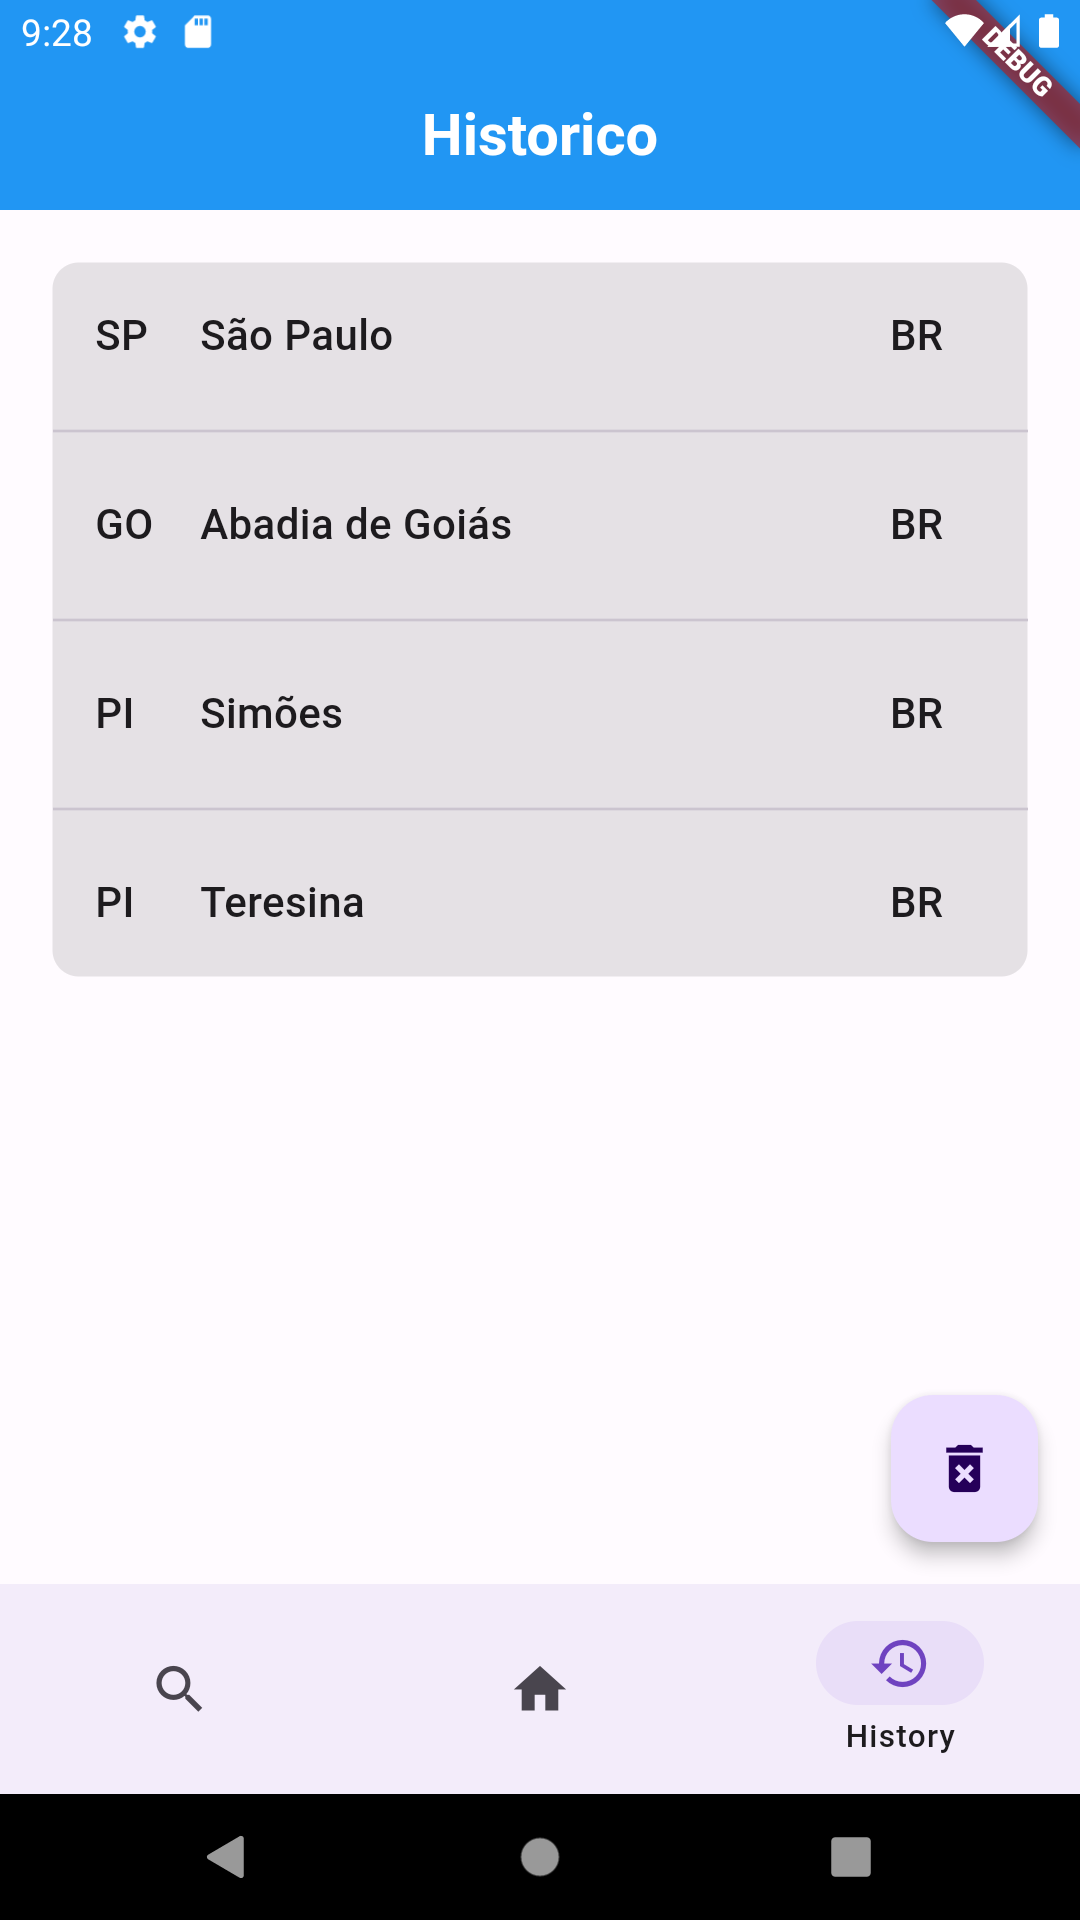 9:28
DEBUG
Historico
SP São Paulo BR
GO Abadia de Goiás BR
PI Simões BR
PI Teresina BR
History